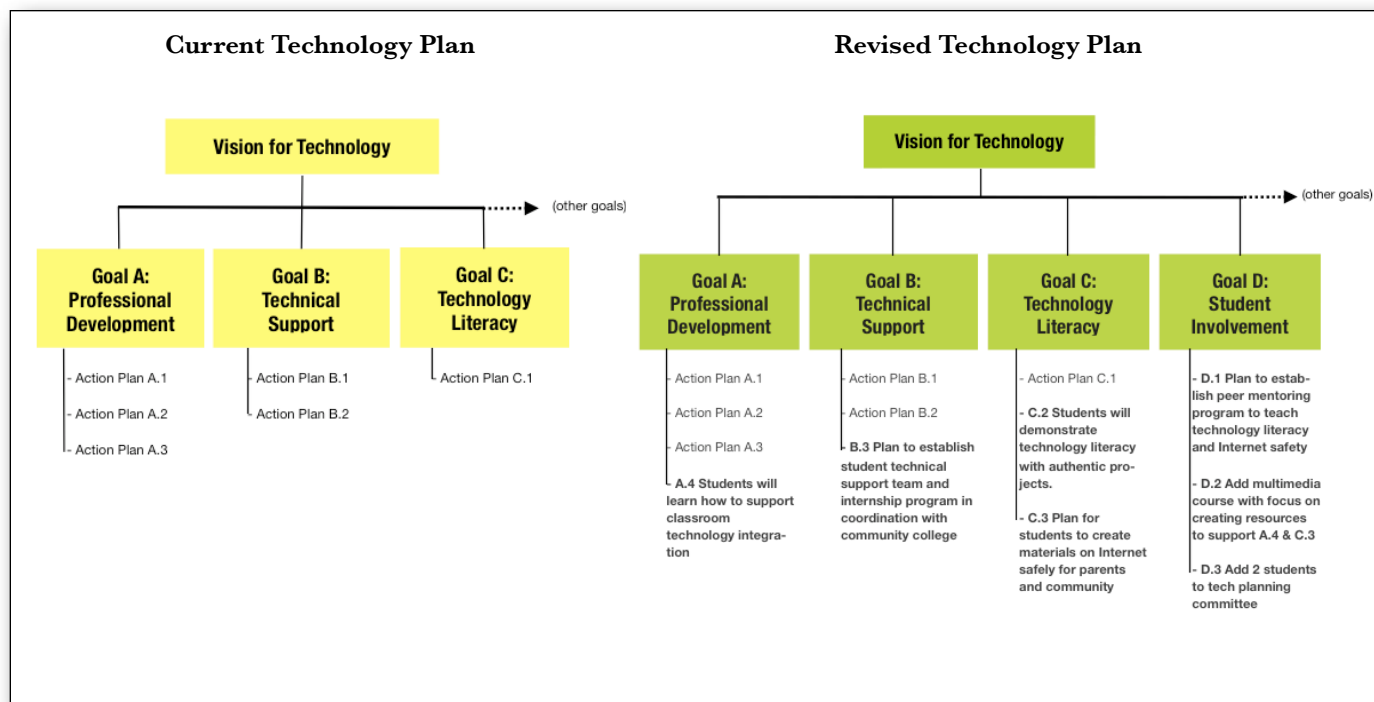 Current Technology Plan
Vision for Technology
(other goals)
Goal A:
Professional
Development
- Action Plan A.1
- Action Plan A.2
- Action Plan A.3
Goal B:
Technical
Support
- Action Plan B.1
- Action Plan B.2
Goal C:
Technology
Literacy
- Action Plan C.1
Revised Technology Plan
Vision for Technology
(other goals)
Goal A:
Professional
Development
- Action Plan A.1
- Action Plan A.2
- Action Plan A.3
- A.4 Students will
learn how to support
classroom
technology integra-
tion
Goal B:
Technical
Support
- Action Plan B.1
- Action Plan B.2
- B.3 Plan to establish
student technical
support team and
internship program in
coordination with
community college
Goal C:
Technology
Literacy
- Action Plan C.1
- C.2 Students will
demonstrate
technology literacy
with authentic pro-
jects.
- C.3 Plan for
students to create
materials on Internet
safely for parents
and community
Goal D:
Student
Involvement
- D.1 Plan to estab-
lish peer mentoring
program to teach
technology literacy
and Internet safety
- D.2 Add multimedia
course with focus on
creating resources
to support A.4 & C.3
- D.3 Add 2 students
to tech planning
committee